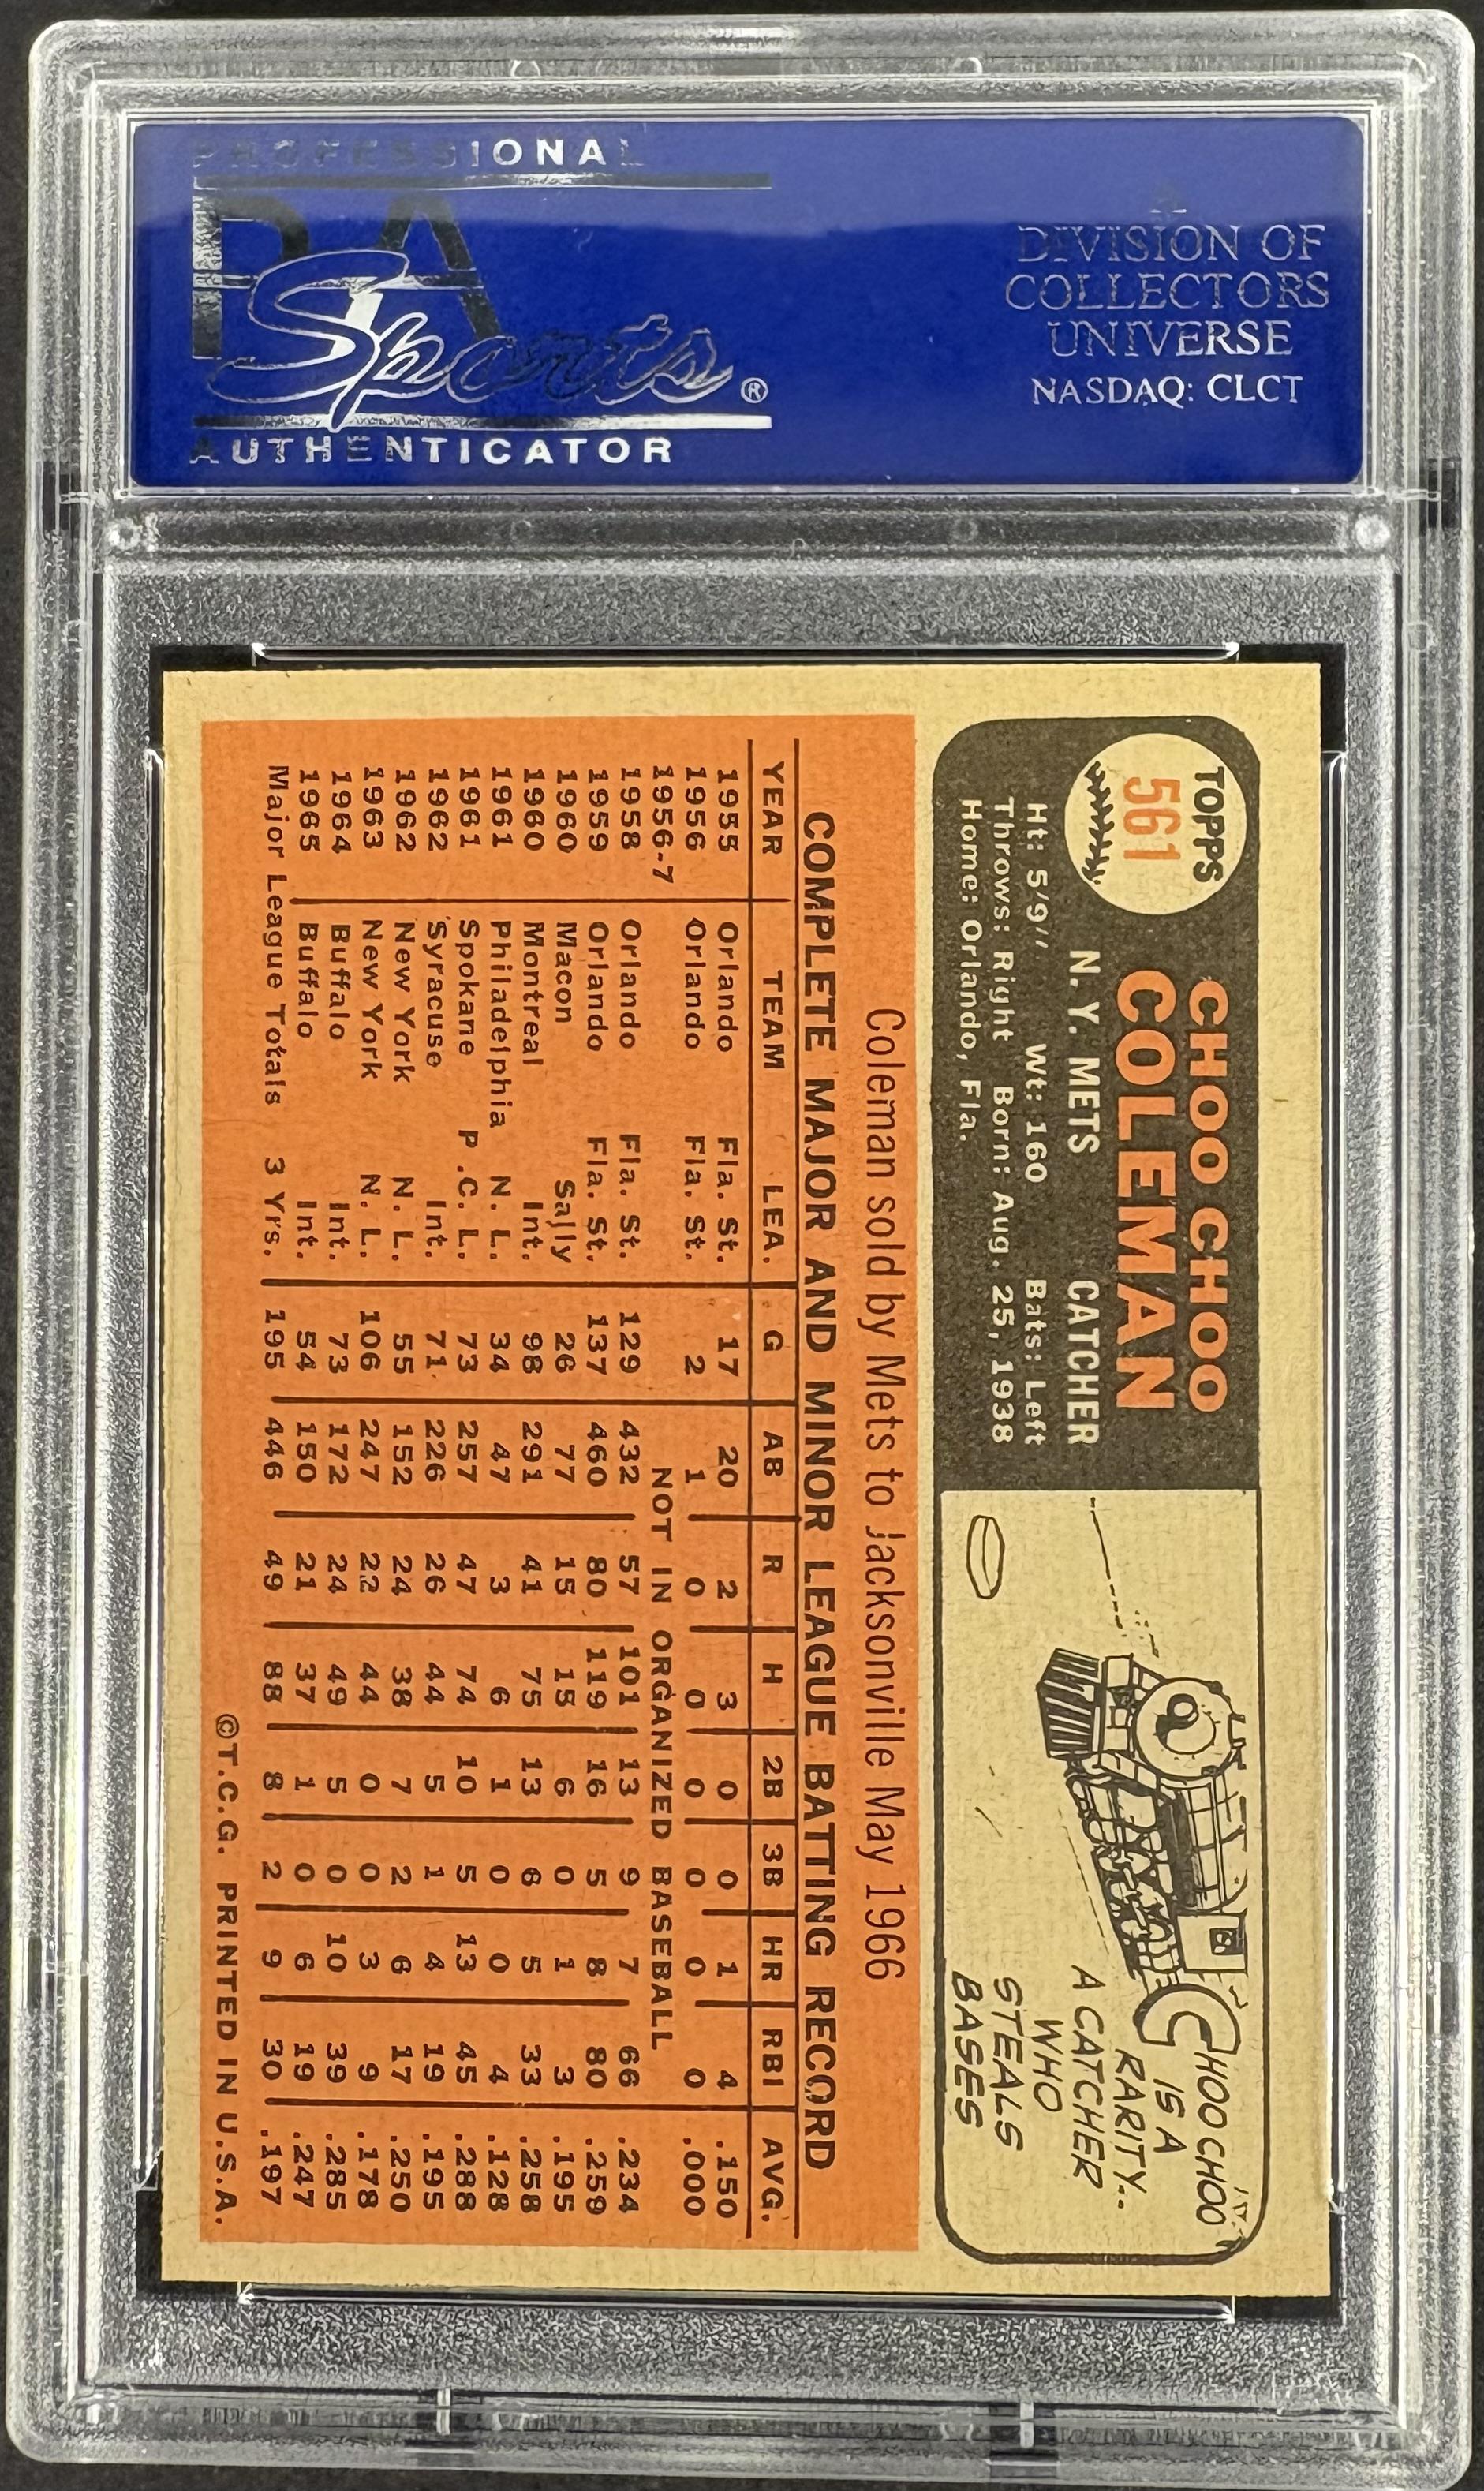 PROFESSIONAL
PSA
Sports®
AUTHENTICATOR
DIVISION OF
COLLECTORS
UNIVERSE
NASDAQ: CLCT
TOPPS
561
CHOO CHOO
COLEMAN
N. Y. METS CATCHER
Ht: 5'9" Wt: 160 Bats: Left
Throws: Right Born: Aug. 25, 1938
Home: Orlando, Fla.
CHOO CHOO
IS A
RARITY..
A CATCHER
WHO
STEALS
BASES
Coleman sold by Mets to Jacksonville May 1966
COMPLETE MAJOR AND MINOR LEAGUE BATTING RECORD
YEAR TEAM LEA. G AB R H 2B 3B HR RBI AVG.
1955 Orlando Fla. St. 17 20 2 3 0 0 1 4 .150
1956 Orlando Fla. St. 2 1 0 0 0 0 0 0 .000
1956-7 NOT IN ORGANIZED BASEBALL
1958 Orlando Fla. St. 129 432 57 101 13 9 7 66 .234
1959 Orlando Fla. St. 137 460 80 119 16 5 8 80 .259
1960 Macon Sally 26 77 15 15 6 0 1 3 .195
1960 Montreal Int. 98 291 41 75 13 6 5 33 .258
1961 Philadelphia N. L. 34 47 3 6 1 0 0 4 .128
1961 Spokane P .C. L. 73 257 47 74 10 5 13 45 .288
1962 Syracuse Int. 71 226 26 44 5 1 4 19 .195
1962 New York N. L. 55 152 24 38 7 2 6 17 .250
1963 New York N. L. 106 247 22 44 0 0 3 9 .178
1964 Buffalo Int. 73 172 24 49 5 0 10 39 .285
1965 Buffalo Int. 54 150 21 37 1 0 6 19 .247
Major League Totals 3 Yrs. 195 446 49 88 8 2 9 30 .197
©T.C.G. PRINTED IN U.S.A.